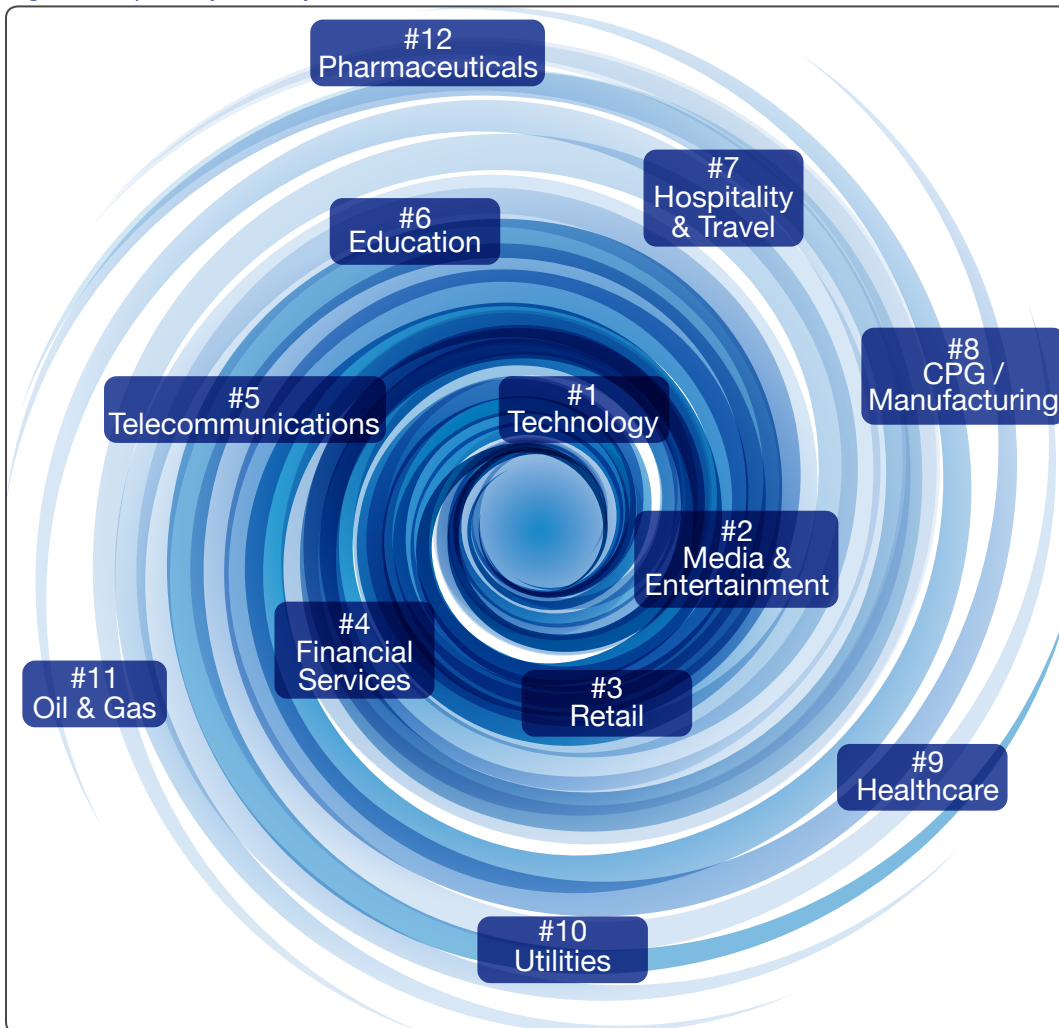 #12
Pharmaceuticals
#7
Hospitality
& Travel
#6
Education
#8
CPG /
Manufacturing
#5
Telecommunications
#1
Technology
#2
Media &
Entertainment
#4
Financial
Services
#3
Retail
#11
Oil & Gas
#9
Healthcare
#10
Utilities